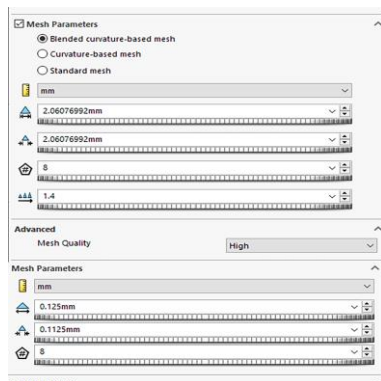 Mesh Parameters
Blended curvature-based mesh
Curvature-based mesh
Standard mesh
mm
2.06076992mm
2.06076992mm
8
1.4
Advanced
Mesh Quality High
Mesh Parameters
mm
0.125mm
0.1125mm
8